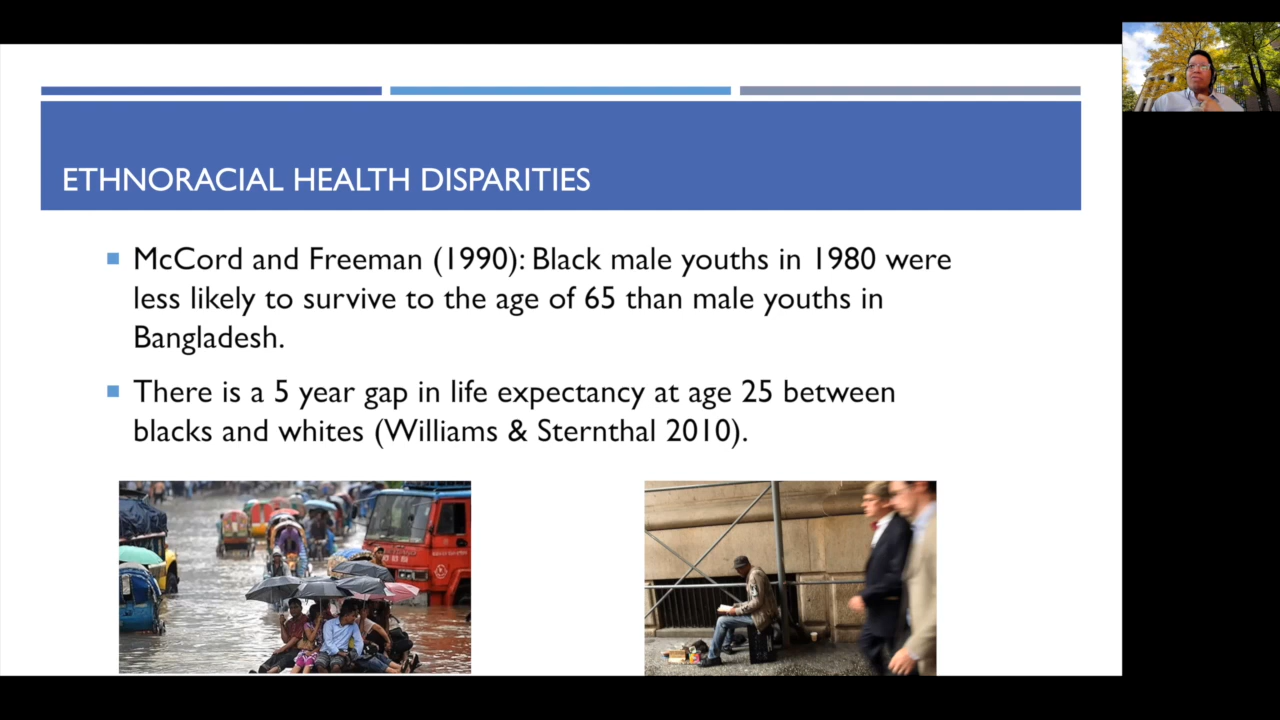 ETHNORACIAL HEALTH DISPARITIES
McCord and Freeman (1990): Black male youths in 1980 were
less likely to survive to the age of 65 than male youths in
Bangladesh.
There is a 5 year gap in life expectancy at age 25 between
blacks and whites (Williams & Sternthal 2010).